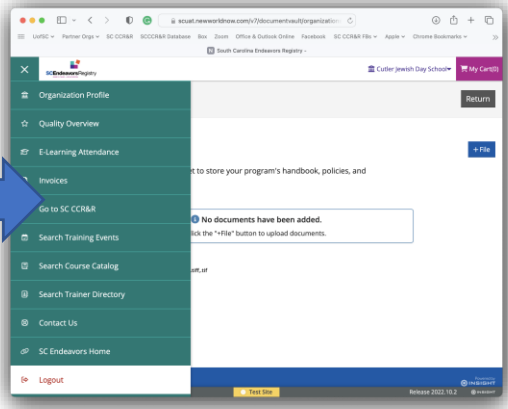 scuat.newworldnow.com/v7/documentvault/organization
UofSC Partner Orgs SC CCR&R SCCCR&R Database Box Zoom Office & Outlook Online Facebook SC CCR&R FBs Apple Chrome Bookmarks
South Carolina Endeavors Registry
SCEndeavorsRegistry
Cutler Jewish Day School
My Cart(0)
Organization Profile
Return
Quality Overview
E-Learning Attendance
+File
Invoices
et to store your program's handbook, policies, and
Go to SC CCR&R
No documents have been added.
lick the "+File" button to upload documents.
Search Training Events
Search Course Catalog
Search Trainer Directory
Contact Us
SC Endeavors Home
Logout
Powered by
INSIGHT
Test Site
Release 2022.10.2
INSIGHT